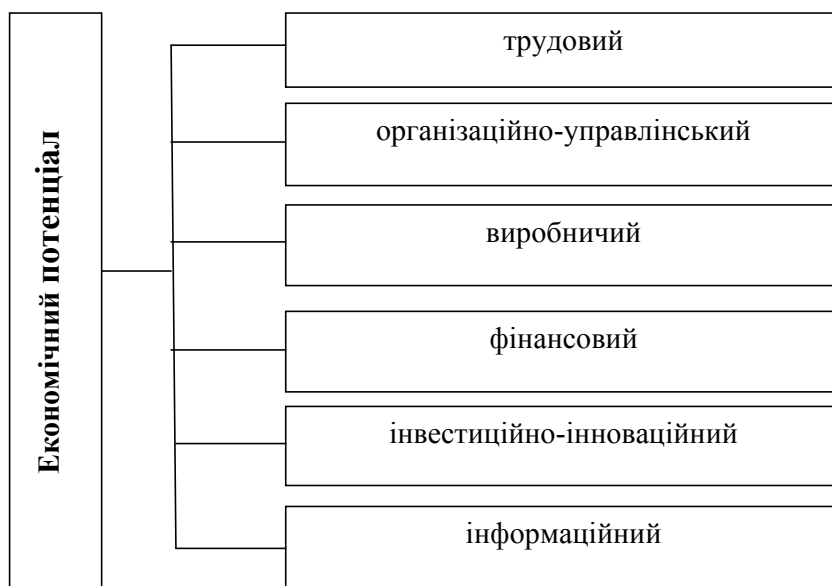 Економічний потенціал
трудовий
організаційно-управлінський
виробничий
фінансовий
інвестиційно-інноваційний
інформаційний